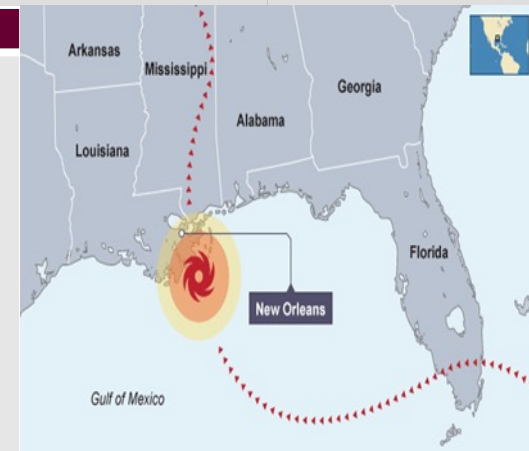 Arkansas
Mississippi
Georgia
Alabama
Louisiana
Florida
New Orleans
Gulf of Mexico